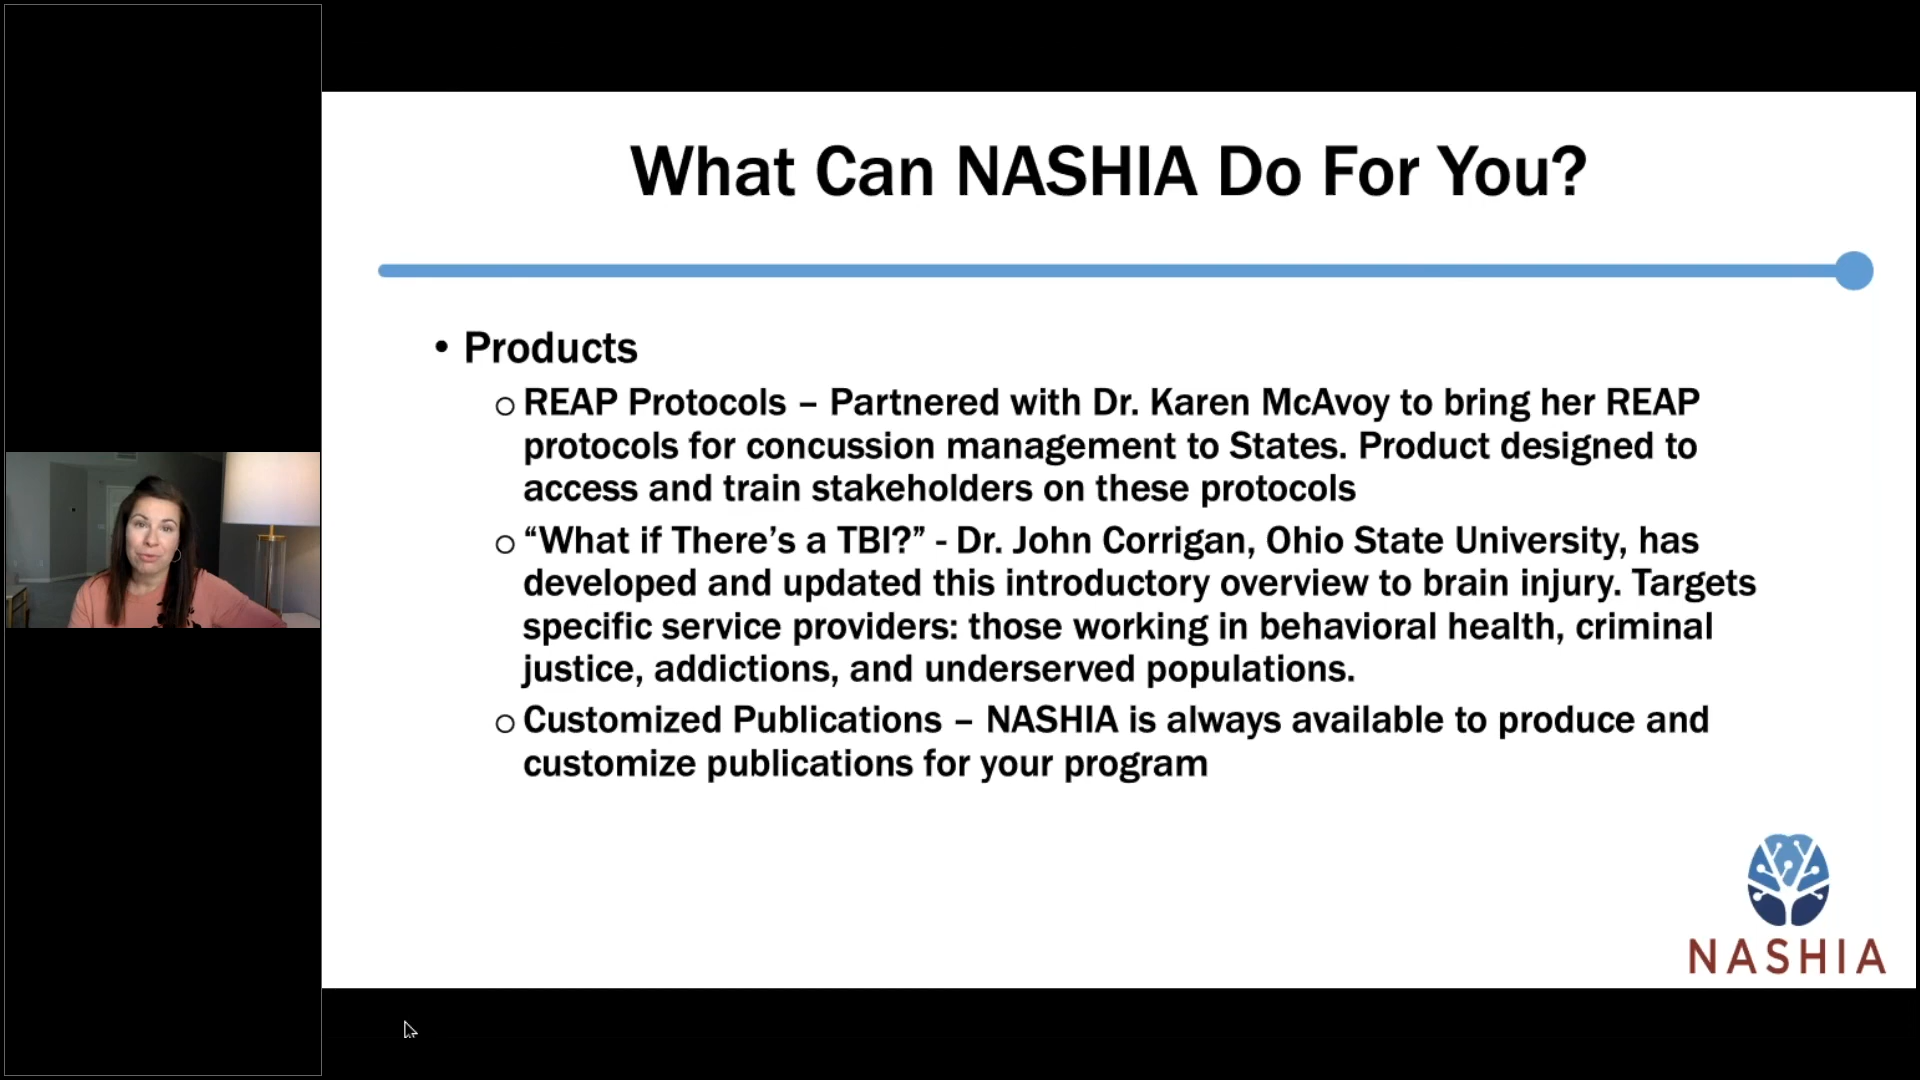 What Can NASHIA Do For You?
• Products
○ REAP Protocols – Partnered with Dr. Karen McAvoy to bring her REAP
protocols for concussion management to States. Product designed to
access and train stakeholders on these protocols
○ “What if There’s a TBI?” - Dr. John Corrigan, Ohio State University, has
developed and updated this introductory overview to brain injury. Targets
specific service providers: those working in behavioral health, criminal
justice, addictions, and underserved populations.
○ Customized Publications – NASHIA is always available to produce and
customize publications for your program
NASHIA